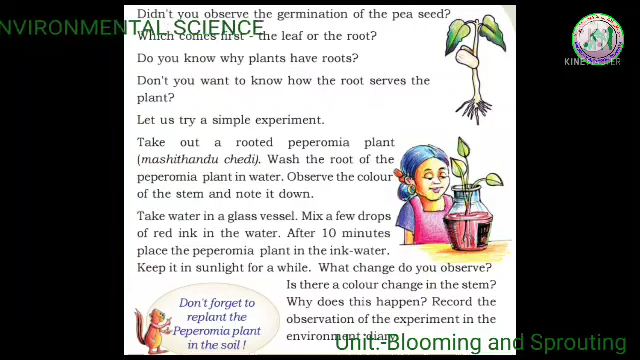 Didn't you observe the germination of the pea seed?
NVIRONMENTAL SCIENCE
Which comes first - the leaf or the root?
Do you know why plants have roots?
Don't you want to know how the root serves the
plant?
Let us try a simple experiment.
Take out a rooted peperomia plant
(mashithandu chedi). Wash the root of the
peperomia plant in water. Observe the colour
of the stem and note it down.
Take water in a glass vessel. Mix a few drops
of red ink in the water. After 10 minutes
place the peperomia plant in the ink-water.
Keep it in sunlight for a while. What change do you observe?
Is there a colour change in the stem?
Why does this happen? Record the
observation of the experiment in the
environment diary.
Don't forget to
replant the
Peperomia plant
in the soil !
Unit:-Blooming and Sprouting
KINEMASTER